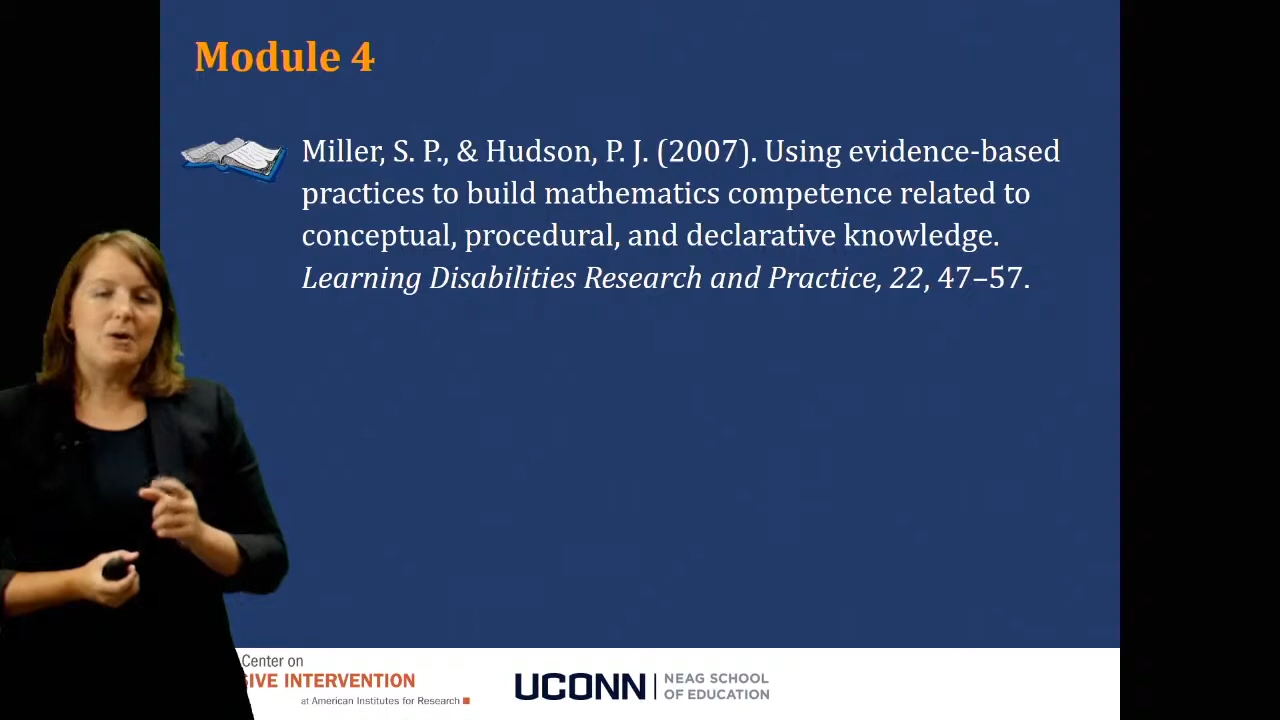 Module 4
Miller, S. P., & Hudson, P. J. (2007). Using evidence-based
practices to build mathematics competence related to
conceptual, procedural, and declarative knowledge.
Learning Disabilities Research and Practice, 22, 47–57.
Center on
SIVE INTERVENTION
at American Institutes for Research
UCONN
NEAG SCHOOL
OF EDUCATION